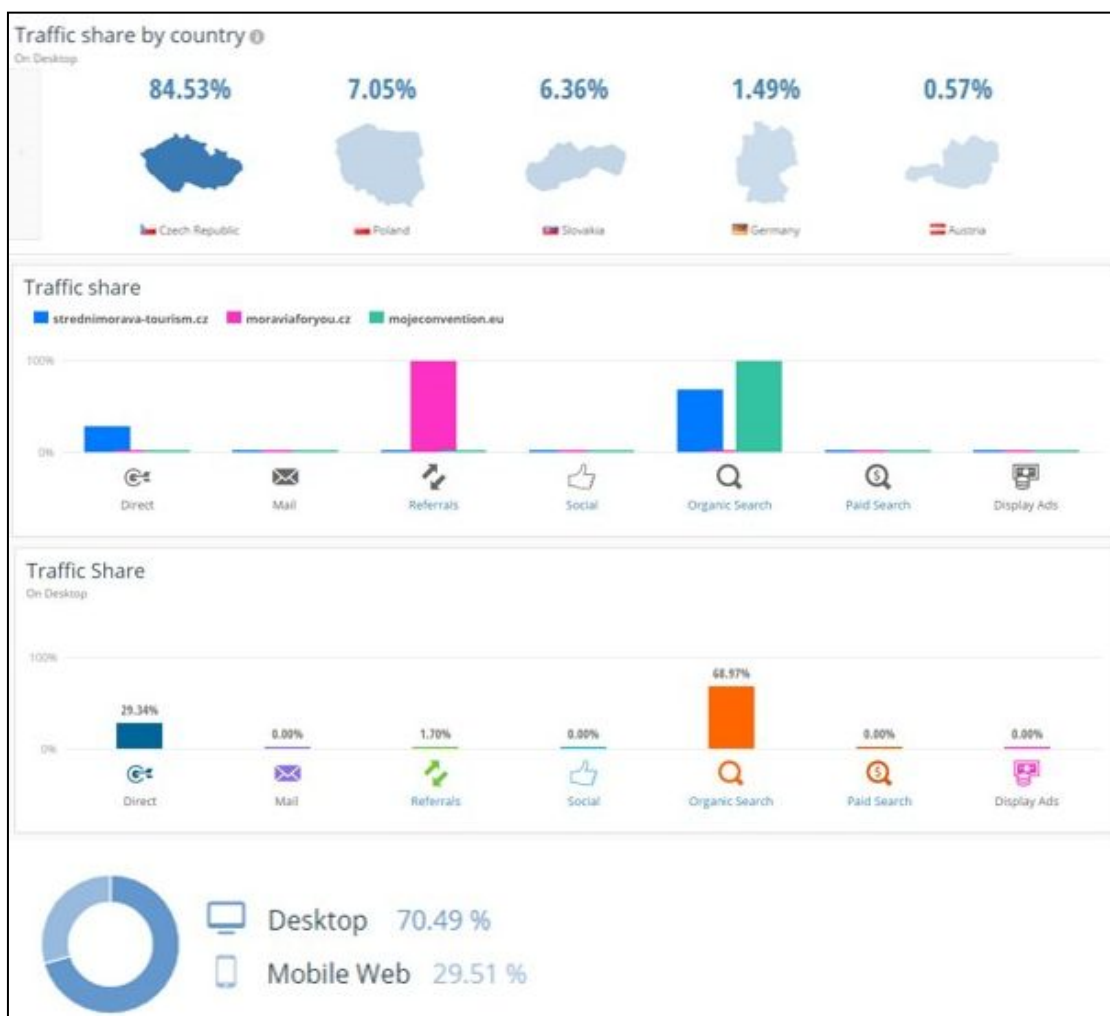 Traffic share by country
On Desktop
84.53% 7.05% 6.36% 1.49% 0.57%
Czech Republic Poland Slovakia Germany Austria
Traffic share
strednimorava-tourism.cz moraviaforyou.cz mojeconvention.eu
100%
0%
Direct Mail Referrals Social Organic Search Paid Search Display Ads
Traffic Share
On Desktop
100%
68.97%
29.34%
0.00% 1.70% 0.00% 0.00% 0.00%
0%
Direct Mail Referrals Social Organic Search Paid Search Display Ads
Desktop 70.49 %
Mobile Web 29.51 %